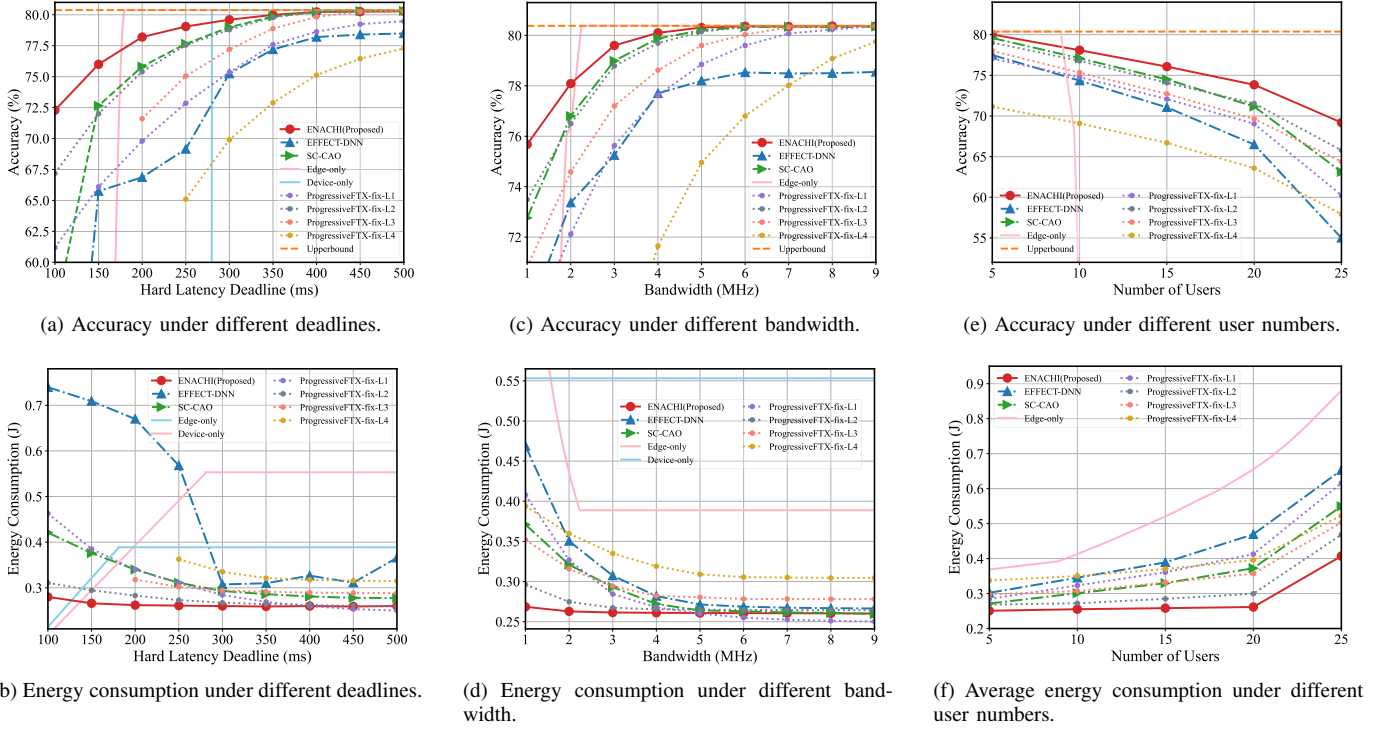 80.0
77.5
75.0
72.5
70.0
67.5
65.0
62.5
60.0
Accuracy (%)
ENACHI(Proposed)
EFFECT-DNN
SC-CAO
Edge-only
Device-only
ProgressiveFTX-fix-L1
ProgressiveFTX-fix-L2
ProgressiveFTX-fix-L3
ProgressiveFTX-fix-L4
Upperbound
100 150 200 250 300 350 400 450 500
Hard Latency Deadline (ms)
(a) Accuracy under different deadlines.
80
78
76
74
72
Accuracy (%)
ENACHI(Proposed)
EFFECT-DNN
SC-CAO
Edge-only
ProgressiveFTX-fix-L1
ProgressiveFTX-fix-L2
ProgressiveFTX-fix-L3
ProgressiveFTX-fix-L4
Upperbound
1 2 3 4 5 6 7 8 9
Bandwidth (MHz)
(c) Accuracy under different bandwidth.
80
75
70
65
60
55
Accuracy (%)
ENACHI(Proposed)
EFFECT-DNN
SC-CAO
Edge-only
Upperbound
ProgressiveFTX-fix-L1
ProgressiveFTX-fix-L2
ProgressiveFTX-fix-L3
ProgressiveFTX-fix-L4
5 10 15 20 25
Number of Users
(e) Accuracy under different user numbers.
0.7
0.6
0.5
0.4
0.3
Energy Consumption (J)
ENACHI(Proposed)
EFFECT-DNN
SC-CAO
Edge-only
Device-only
ProgressiveFTX-fix-L1
ProgressiveFTX-fix-L2
ProgressiveFTX-fix-L3
ProgressiveFTX-fix-L4
100 150 200 250 300 350 400 450 500
Hard Latency Deadline (ms)
b) Energy consumption under different deadlines.
0.55
0.50
0.45
0.40
0.35
0.30
0.25
Energy Consumption (J)
ENACHI(Proposed)
EFFECT-DNN
SC-CAO
Edge-only
Device-only
ProgressiveFTX-fix-L1
ProgressiveFTX-fix-L2
ProgressiveFTX-fix-L3
ProgressiveFTX-fix-L4
1 2 3 4 5 6 7 8 9
Bandwidth (MHz)
(d) Energy consumption under different band-
width.
0.9
0.8
0.7
0.6
0.5
0.4
0.3
0.2
Energy Consumption (J)
ENACHI(Proposed)
EFFECT-DNN
SC-CAO
Edge-only
ProgressiveFTX-fix-L1
ProgressiveFTX-fix-L2
ProgressiveFTX-fix-L3
ProgressiveFTX-fix-L4
5 10 15 20 25
Number of Users
(f) Average energy consumption under different
user numbers.